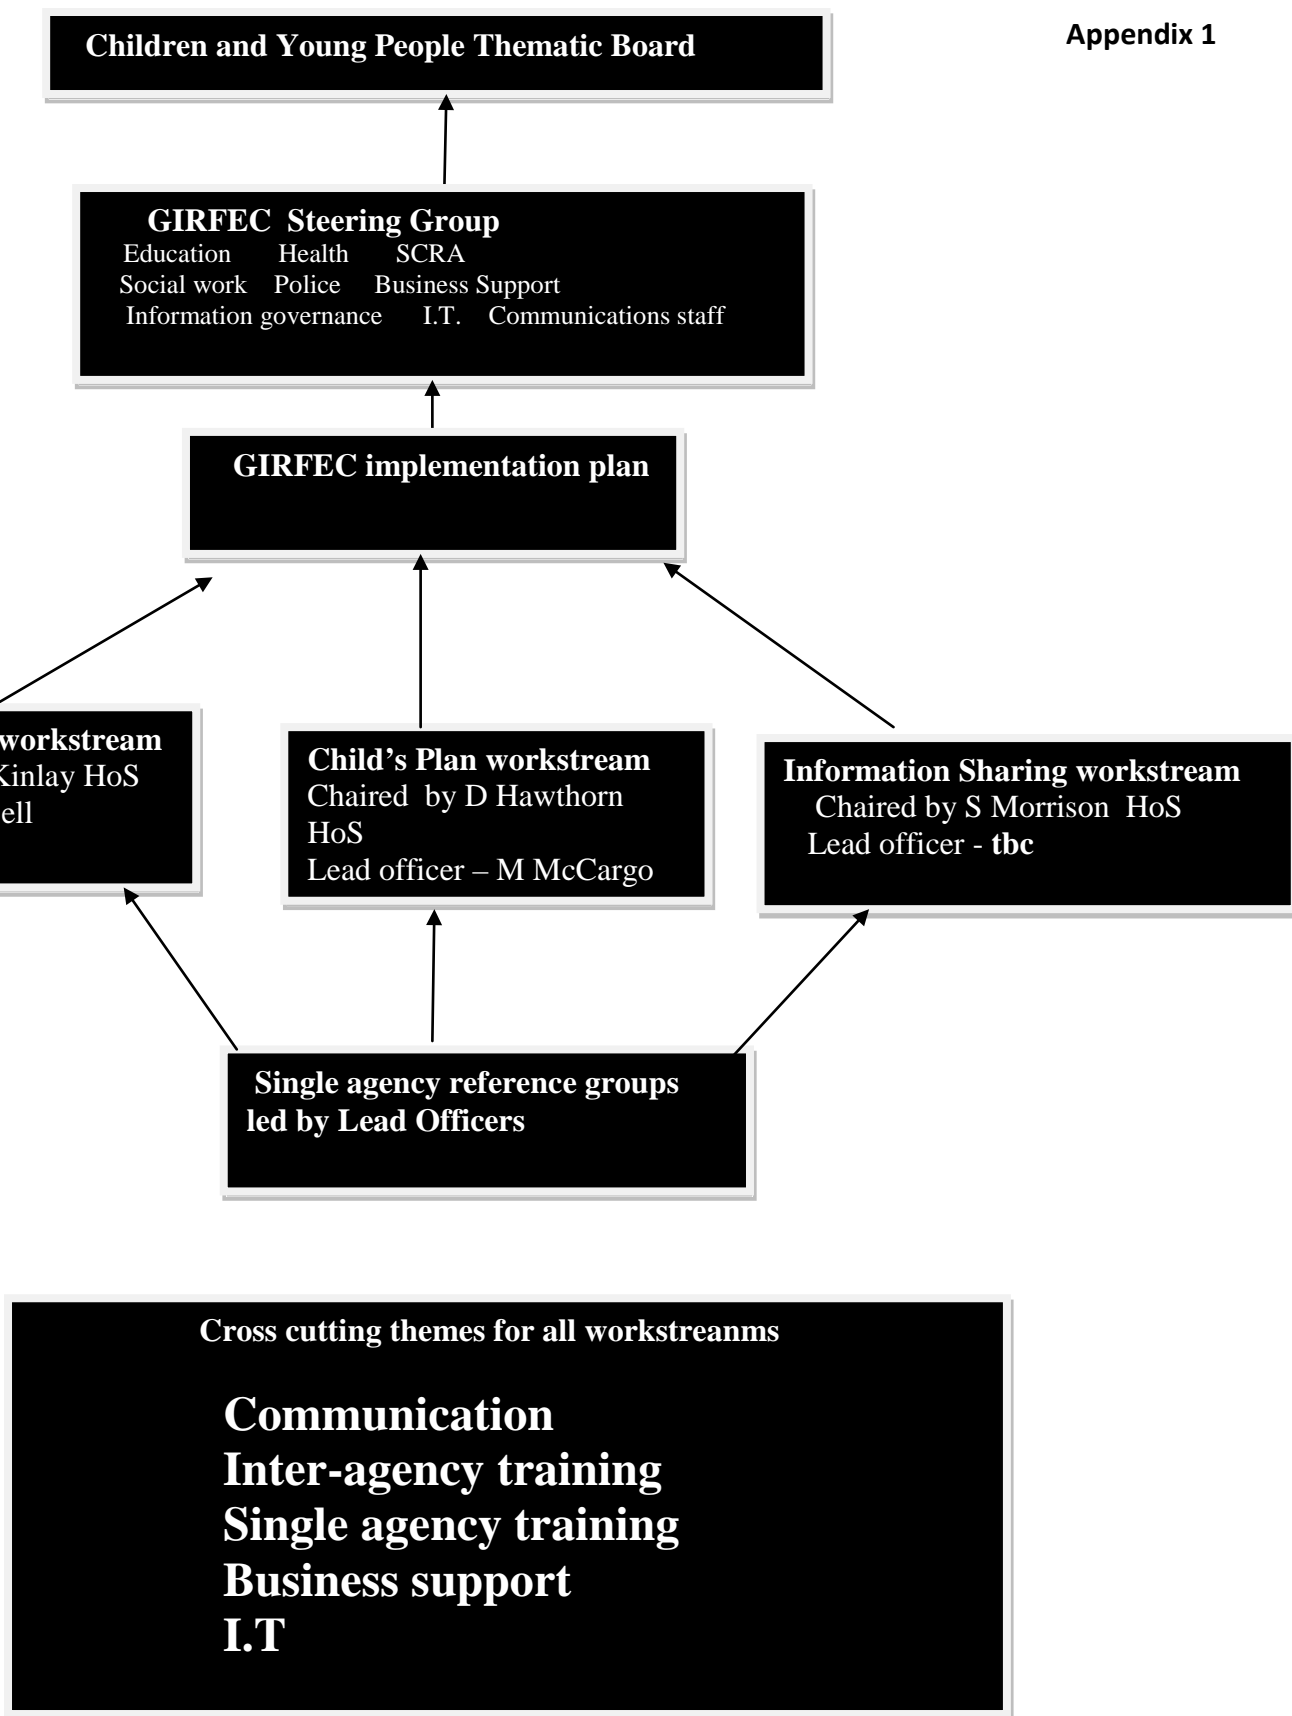 Appendix 1
Children and Young People Thematic Board
GIRFEC Steering Group
Education Health SCRA
Social work Police Business Support
Information governance I.T. Communications staff
GIRFEC implementation plan
workstream
Kinlay HoS
ell
Child’s Plan workstream
Chaired by D Hawthorn
HoS
Lead officer – M McCargo
Information Sharing workstream
Chaired by S Morrison HoS
Lead officer - tbc
Single agency reference groups
led by Lead Officers
Cross cutting themes for all workstreanms
Communication
Inter-agency training
Single agency training
Business support
I.T